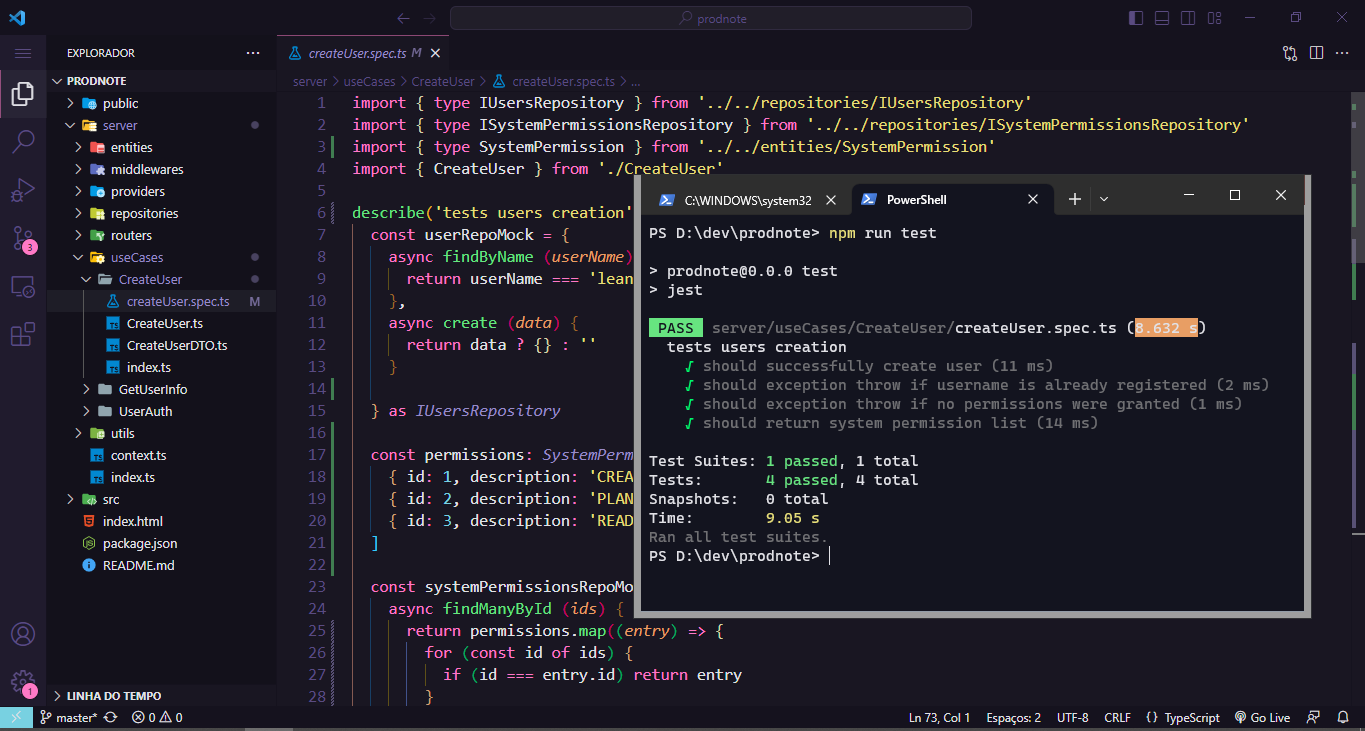 prodnote
EXPLORADOR
PRODNOTE
public
server
entities
middlewares
providers
repositories
routers
useCases
CreateUser
createUser.spec.ts M
CreateUser.ts
CreateUserDTO.ts
index.ts
GetUserInfo
UserAuth
utils
context.ts
index.ts
src
index.html
package.json
README.md
LINHA DO TEMPO
3
1
createUser.spec.ts M
server > useCases > CreateUser > createUser.spec.ts > ...
1 import { type IUsersRepository } from '../../repositories/IUsersRepository'
2 import { type ISystemPermissionsRepository } from '../../repositories/ISystemPermissionsRepository'
3 import { type SystemPermission } from '../../entities/SystemPermission'
4 import { CreateUser } from './CreateUser'
5
6 describe('tests users creation'
7 const userRepoMock = {
8 async findByName (userName)
9 return userName === 'lean
10 },
11 async create (data) {
12 return data ? {} : ''
13 }
14
15 } as IUsersRepository
16
17 const permissions: SystemPerm
18 { id: 1, description: 'CREA
19 { id: 2, description: 'PLAN
20 { id: 3, description: 'READ
21 ]
22
23 const systemPermissionsRepoMo
24 async findManyById (ids) {
25 return permissions.map((entry) => {
26 for (const id of ids) {
27 if (id === entry.id) return entry
28 }
C:\WINDOWS\system32
PowerShell
PS D:\dev\prodnote> npm run test
> prodnote@0.0.0 test
> jest
PASS server/useCases/CreateUser/createUser.spec.ts (8.632 s)
tests users creation
√ should successfully create user (11 ms)
√ should exception throw if username is already registered (2 ms)
√ should exception throw if no permissions were granted (1 ms)
√ should return system permission list (14 ms)
Test Suites: 1 passed, 1 total
Tests: 4 passed, 4 total
Snapshots: 0 total
Time: 9.05 s
Ran all test suites.
PS D:\dev\prodnote>
master* 0 0
Ln 73, Col 1 Espaços: 2 UTF-8 CRLF {} TypeScript Go Live